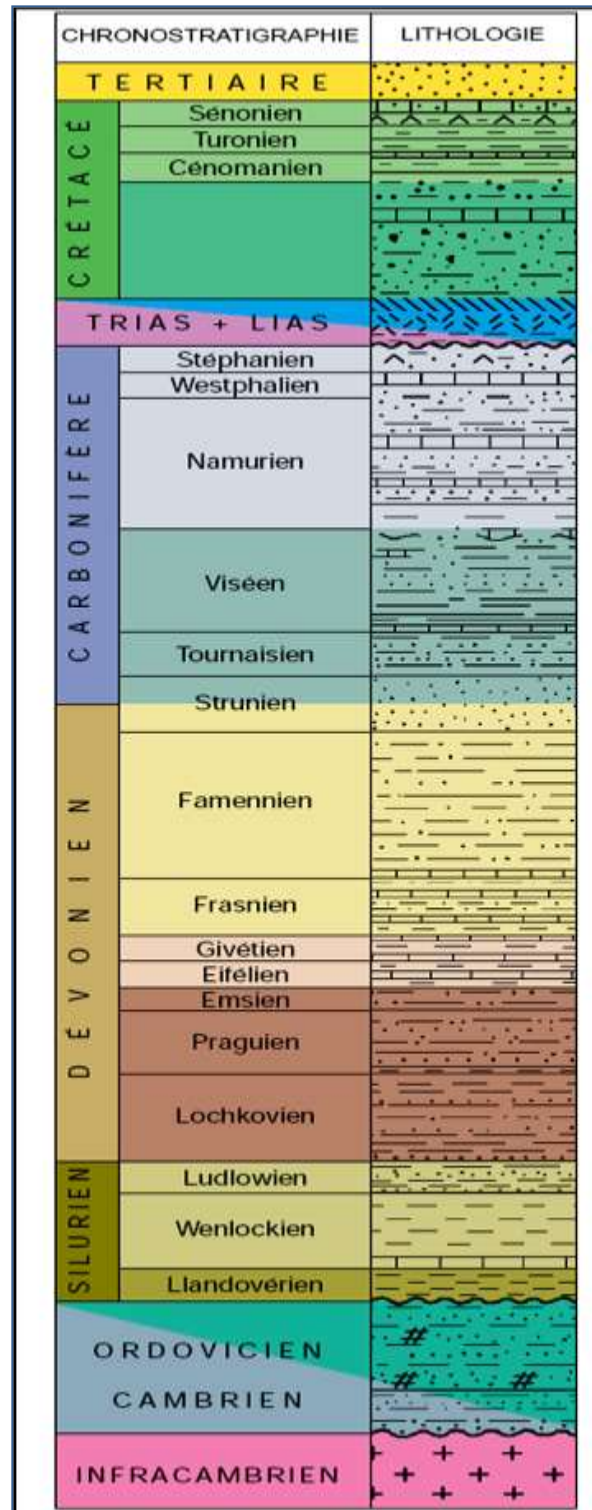 CHRONOSTRATIGRAPHIE LITHOLOGIE
TERTIAIRE
CRÉTACÉ
Sénonien
Turonien
Cénomanien
TRIAS + LIAS
CARBONIFÈRE
Stéphanien
Westphalien
Namurien
Viséen
Tournaisien
Strunien
DÉVONIEN
Famennien
Frasnien
Givétien
Eifélien
Emsien
Praguien
Lochkovien
SILURIEN
Ludlowien
Wenlockien
Llandovérien
ORDOVICIEN
CAMBRIEN
INFRACAMBRIEN